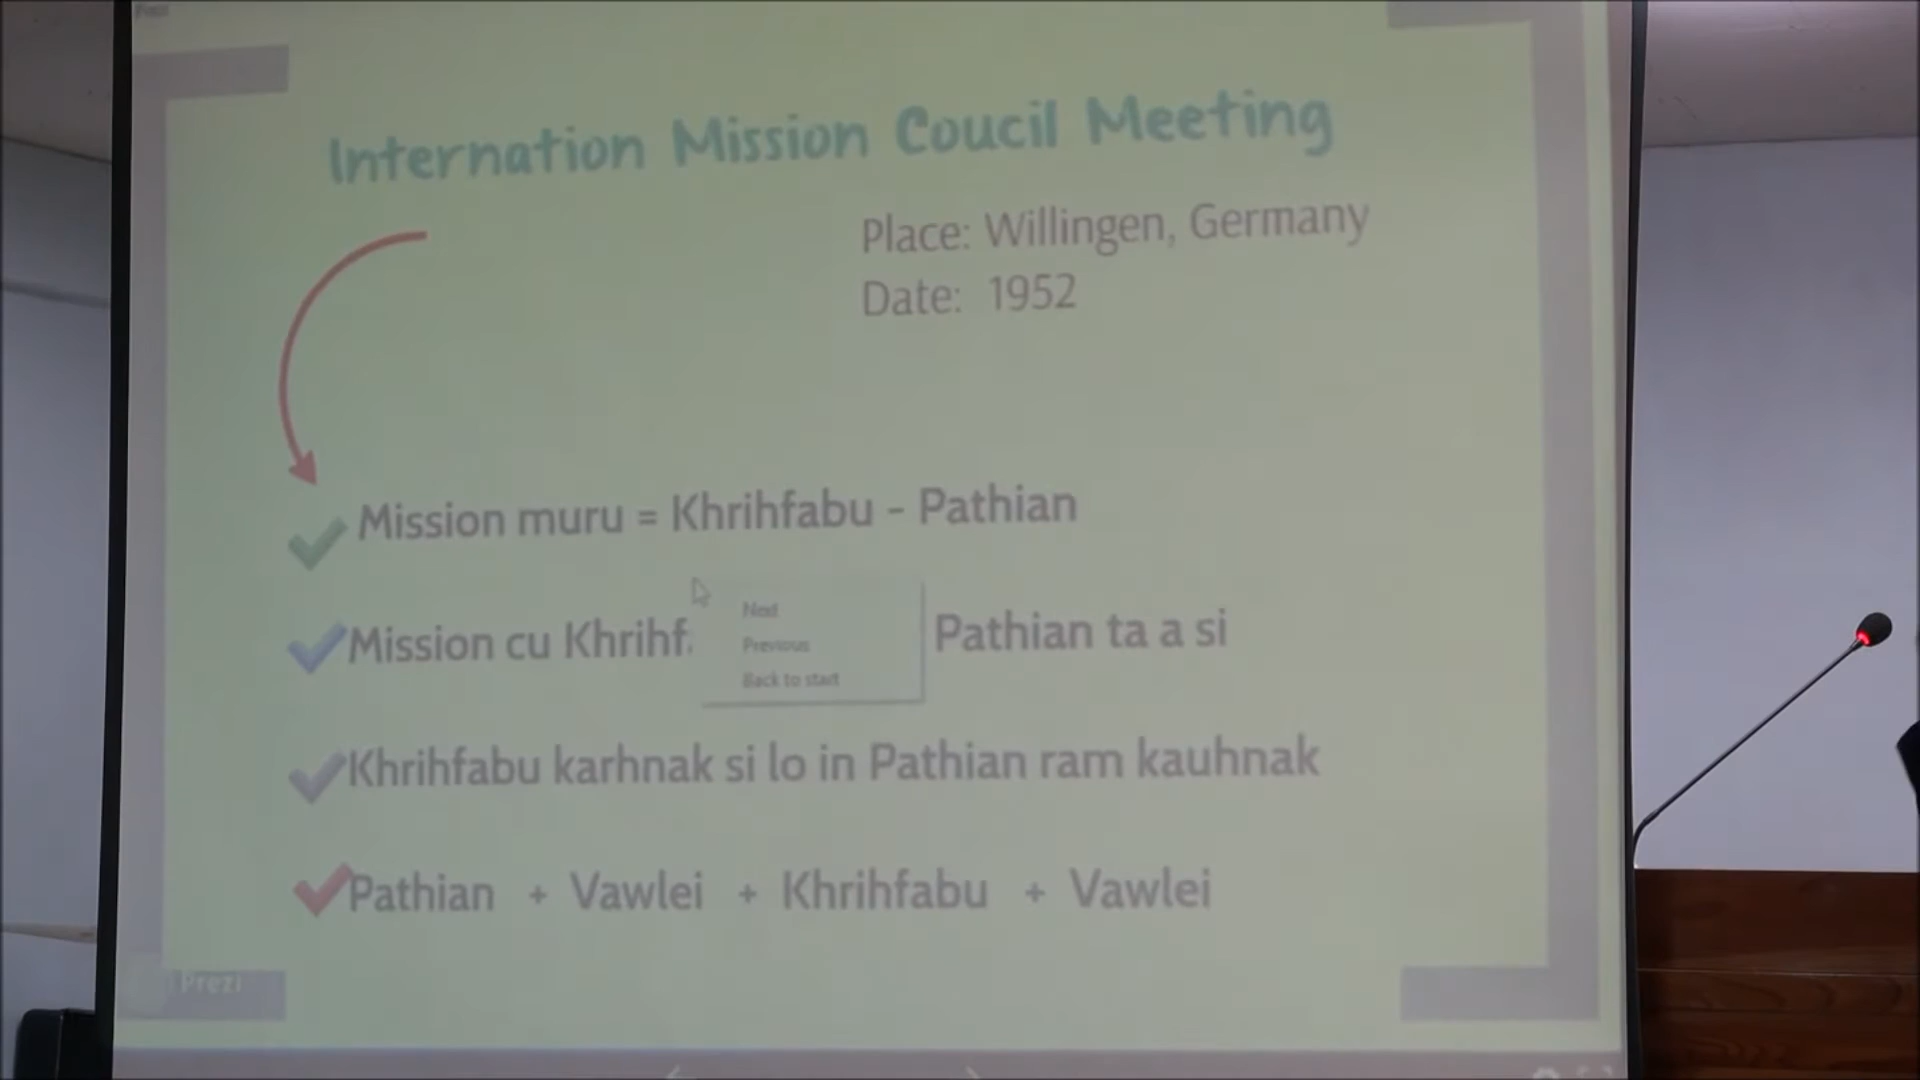 Prezi
Internation Mission Coucil Meeting
Place: Willingen, Germany
Date: 1952
Mission muru = Khrihfabu - Pathian
Mission cu Khrihf Pathian ta a si
Next
Previous
Back to start
Khrihfabu karhnak si lo in Pathian ram kauhnak
Pathian + Vawlei + Khrihfabu + Vawlei
Prezi